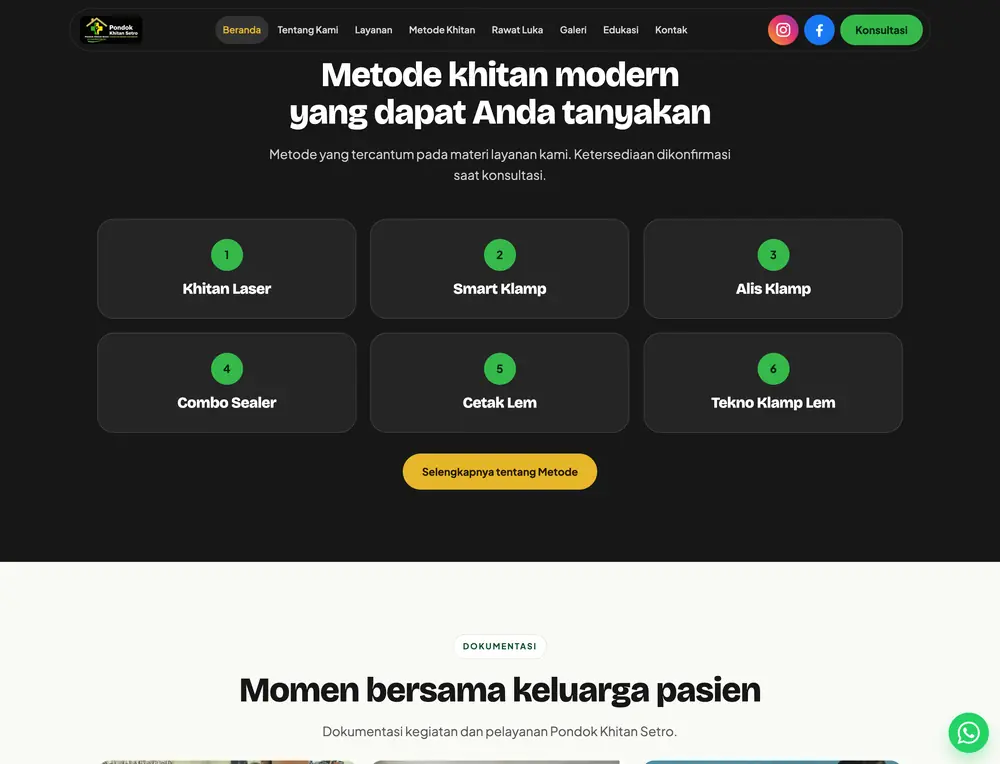 Pondok
Khitan Setro
Beranda
Tentang Kami
Layanan
Metode Khitan
Rawat Luka
Galeri
Edukasi
Kontak
Konsultasi
Metode khitan modern
yang dapat Anda tanyakan
Metode yang tercantum pada materi layanan kami. Ketersediaan dikonfirmasi
saat konsultasi.
1
Khitan Laser
2
Smart Klamp
3
Alis Klamp
4
Combo Sealer
5
Cetak Lem
6
Tekno Klamp Lem
Selengkapnya tentang Metode
DOKUMENTASI
Momen bersama keluarga pasien
Dokumentasi kegiatan dan pelayanan Pondok Khitan Setro.